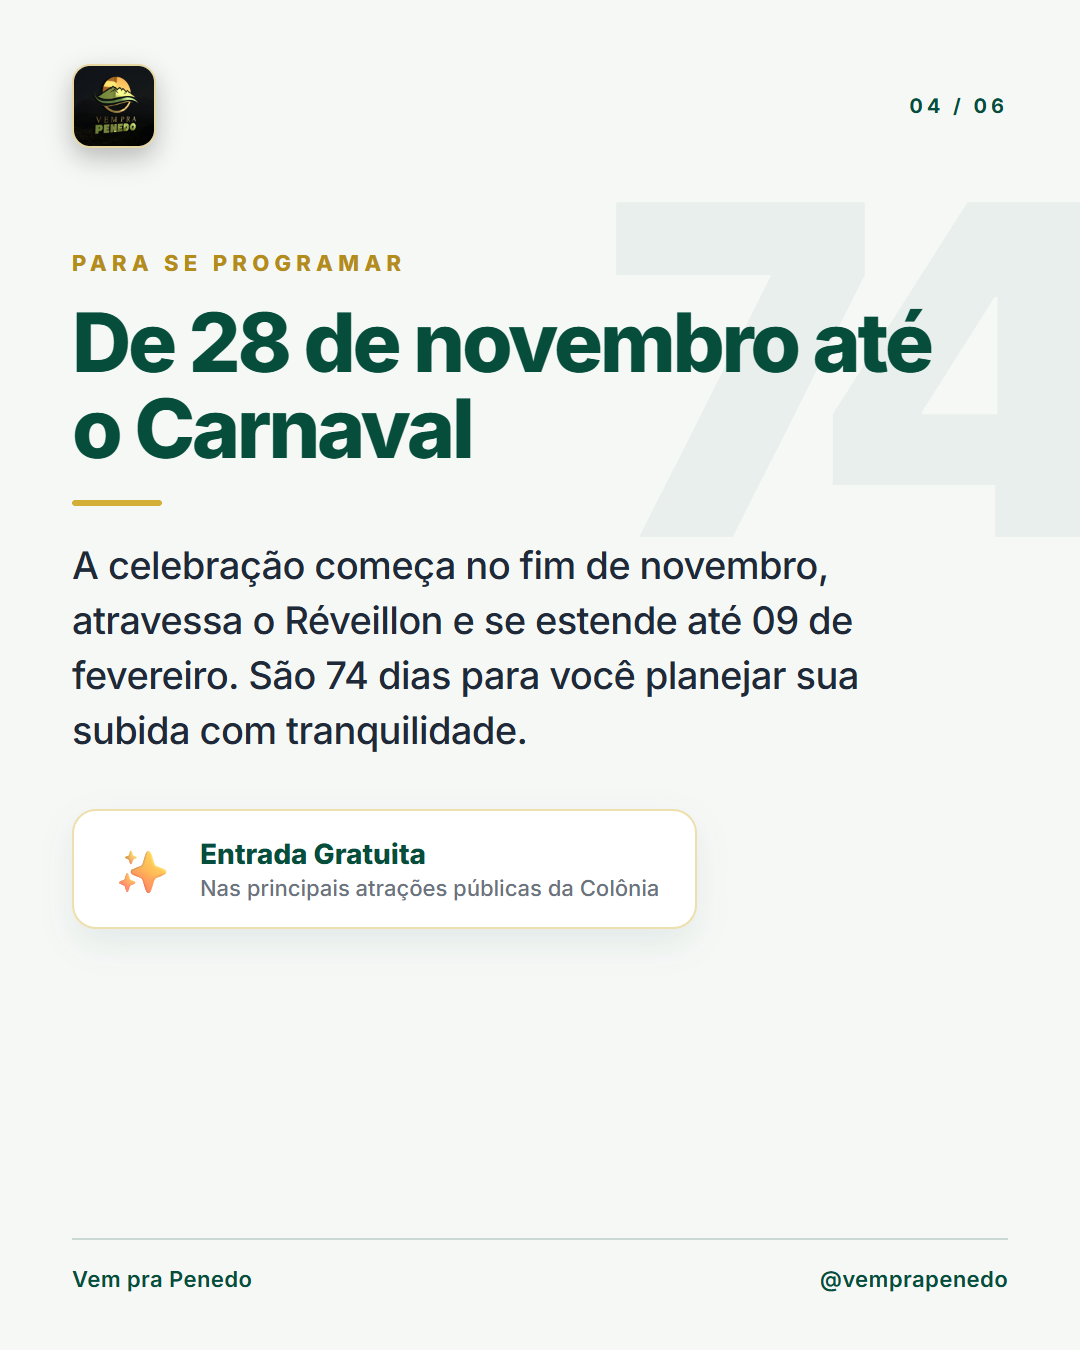 VEM PRA
PENEDO
04 / 06
74
PARA SE PROGRAMAR
De 28 de novembro até
o Carnaval
A celebração começa no fim de novembro,
atravessa o Réveillon e se estende até 09 de
fevereiro. São 74 dias para você planejar sua
subida com tranquilidade.
Entrada Gratuita
Nas principais atrações públicas da Colônia
Vem pra Penedo
@vemprapenedo